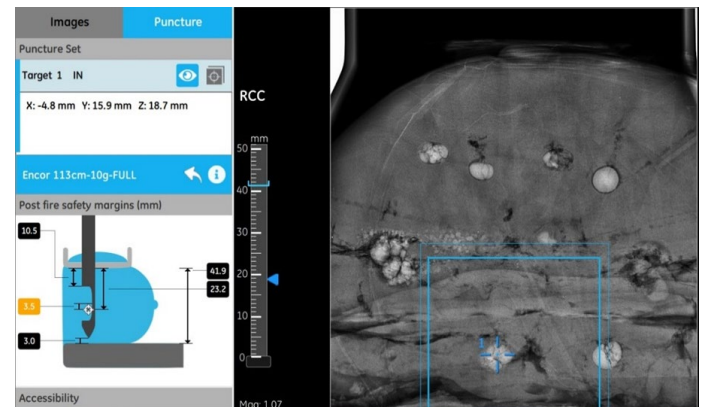 Images
Puncture
Puncture Set
Target 1 IN
X: -4.8 mm Y: 15.9 mm Z: 18.7 mm
Encor 113cm-10g-FULL
Post fire safety margins (mm)
10.5
41.9
23.2
3.5
3.0
Accessibility
RCC
mm
50
40
30
20
10
0
Mag: 1.07